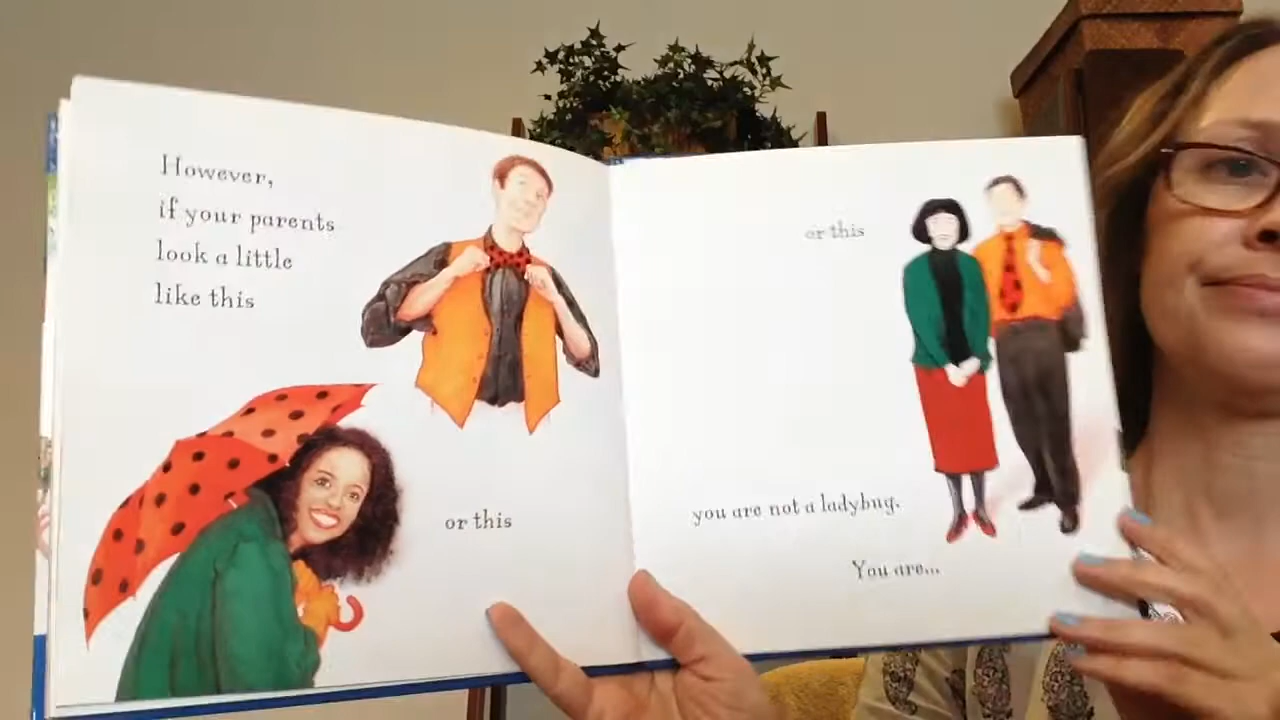 However,
if your parents
look a little
like this
or this
or this
you are not a ladybug.
You are...